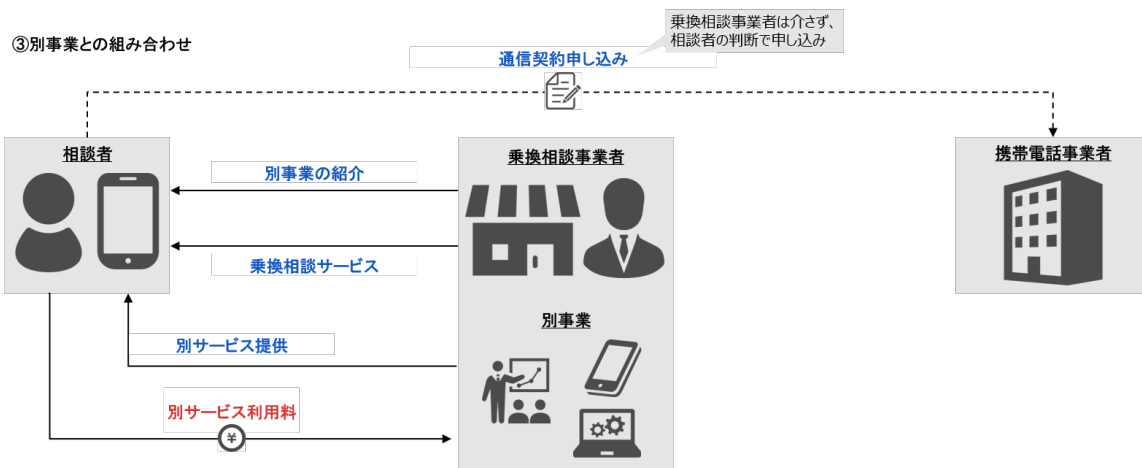 ③別事業との組み合わせ
乗換相談事業者は介さず、
相談者の判断で申し込み
通信契約申し込み
相談者
乗換相談事業者
携帯電話事業者
別事業の紹介
乗換相談サービス
別事業
別サービス提供
別サービス利用料
¥